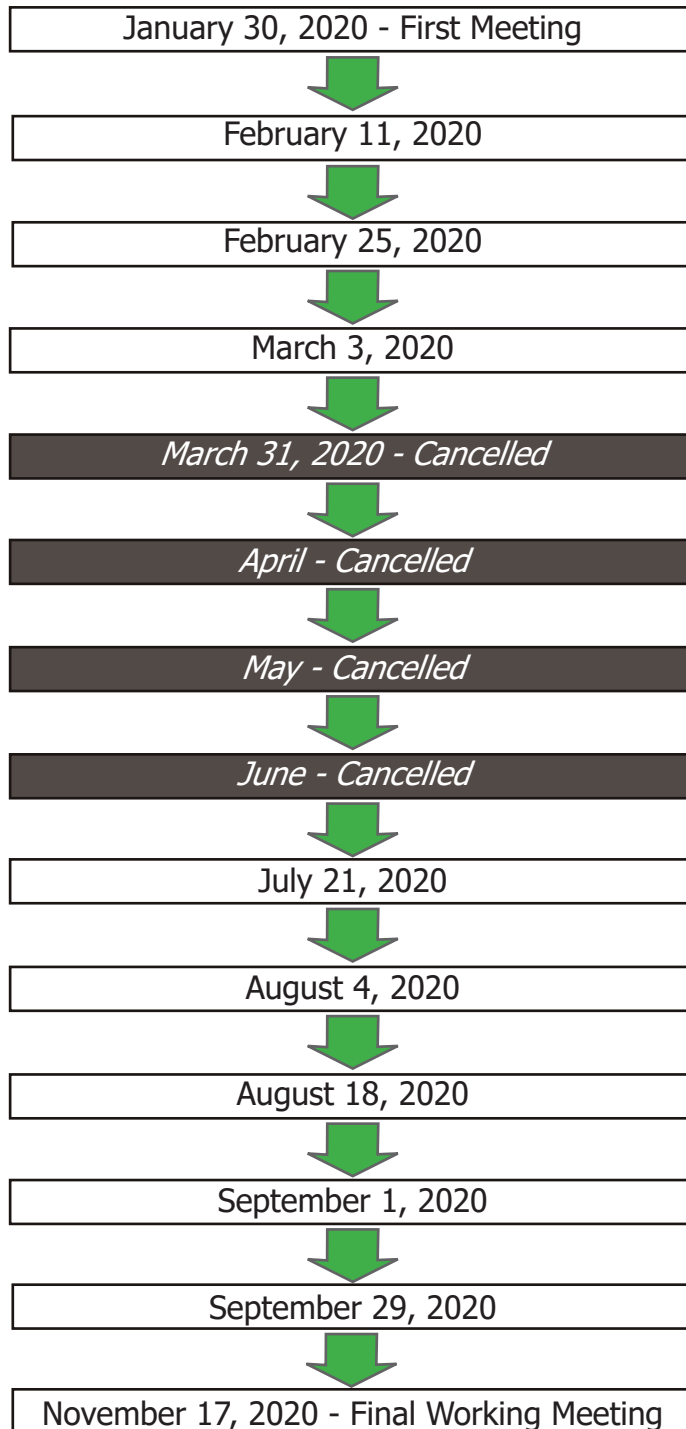 January 30, 2020 - First Meeting
February 11, 2020
February 25, 2020
March 3, 2020
March 31, 2020 - Cancelled
April - Cancelled
May - Cancelled
June - Cancelled
July 21, 2020
August 4, 2020
August 18, 2020
September 1, 2020
September 29, 2020
November 17, 2020 - Final Working Meeting